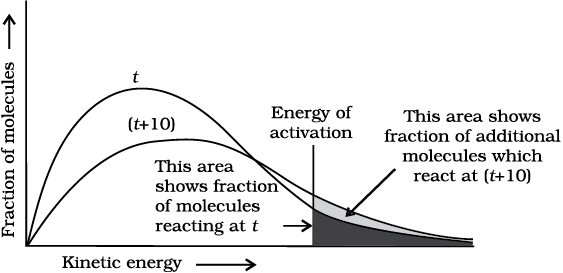 Fraction of molecules
t
(t+10)
Energy of
activation
This area shows
fraction of additional
molecules which
react at (t+10)
This area
shows fraction
of molecules
reacting at t
Kinetic energy